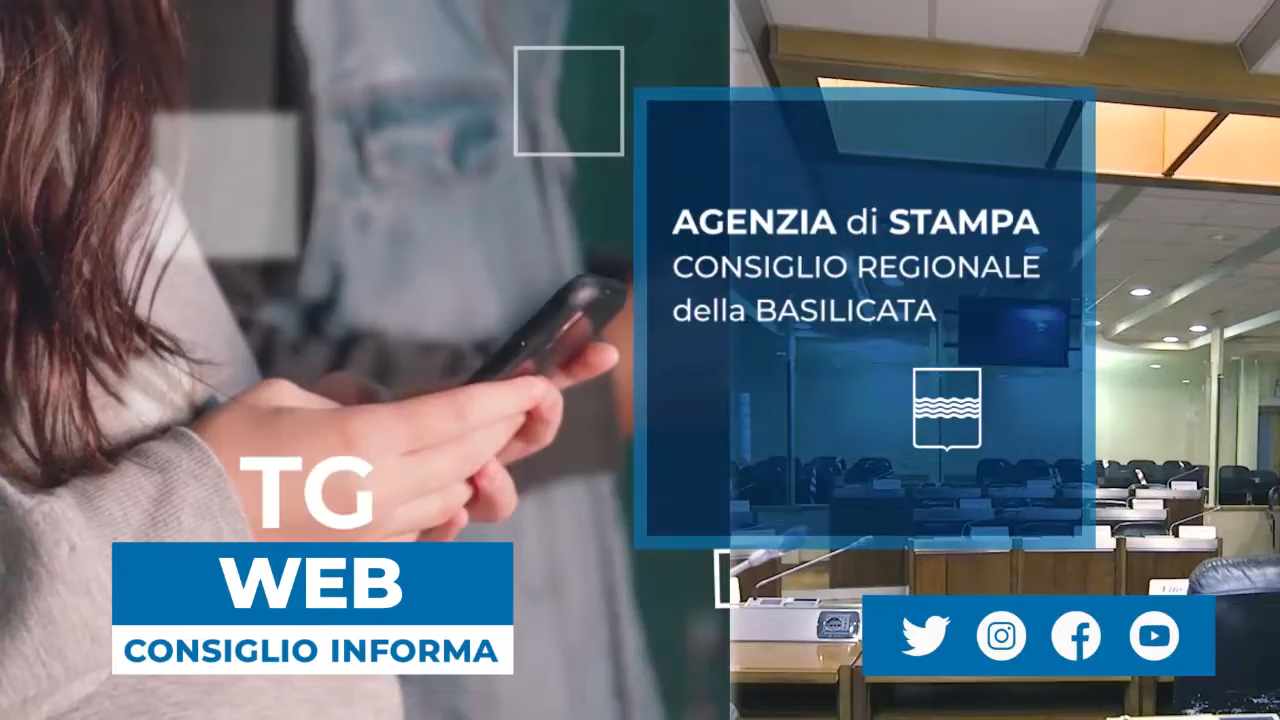 AGENZIA di STAMPA
CONSIGLIO REGIONALE
della BASILICATA
TG
WEB
CONSIGLIO INFORMA